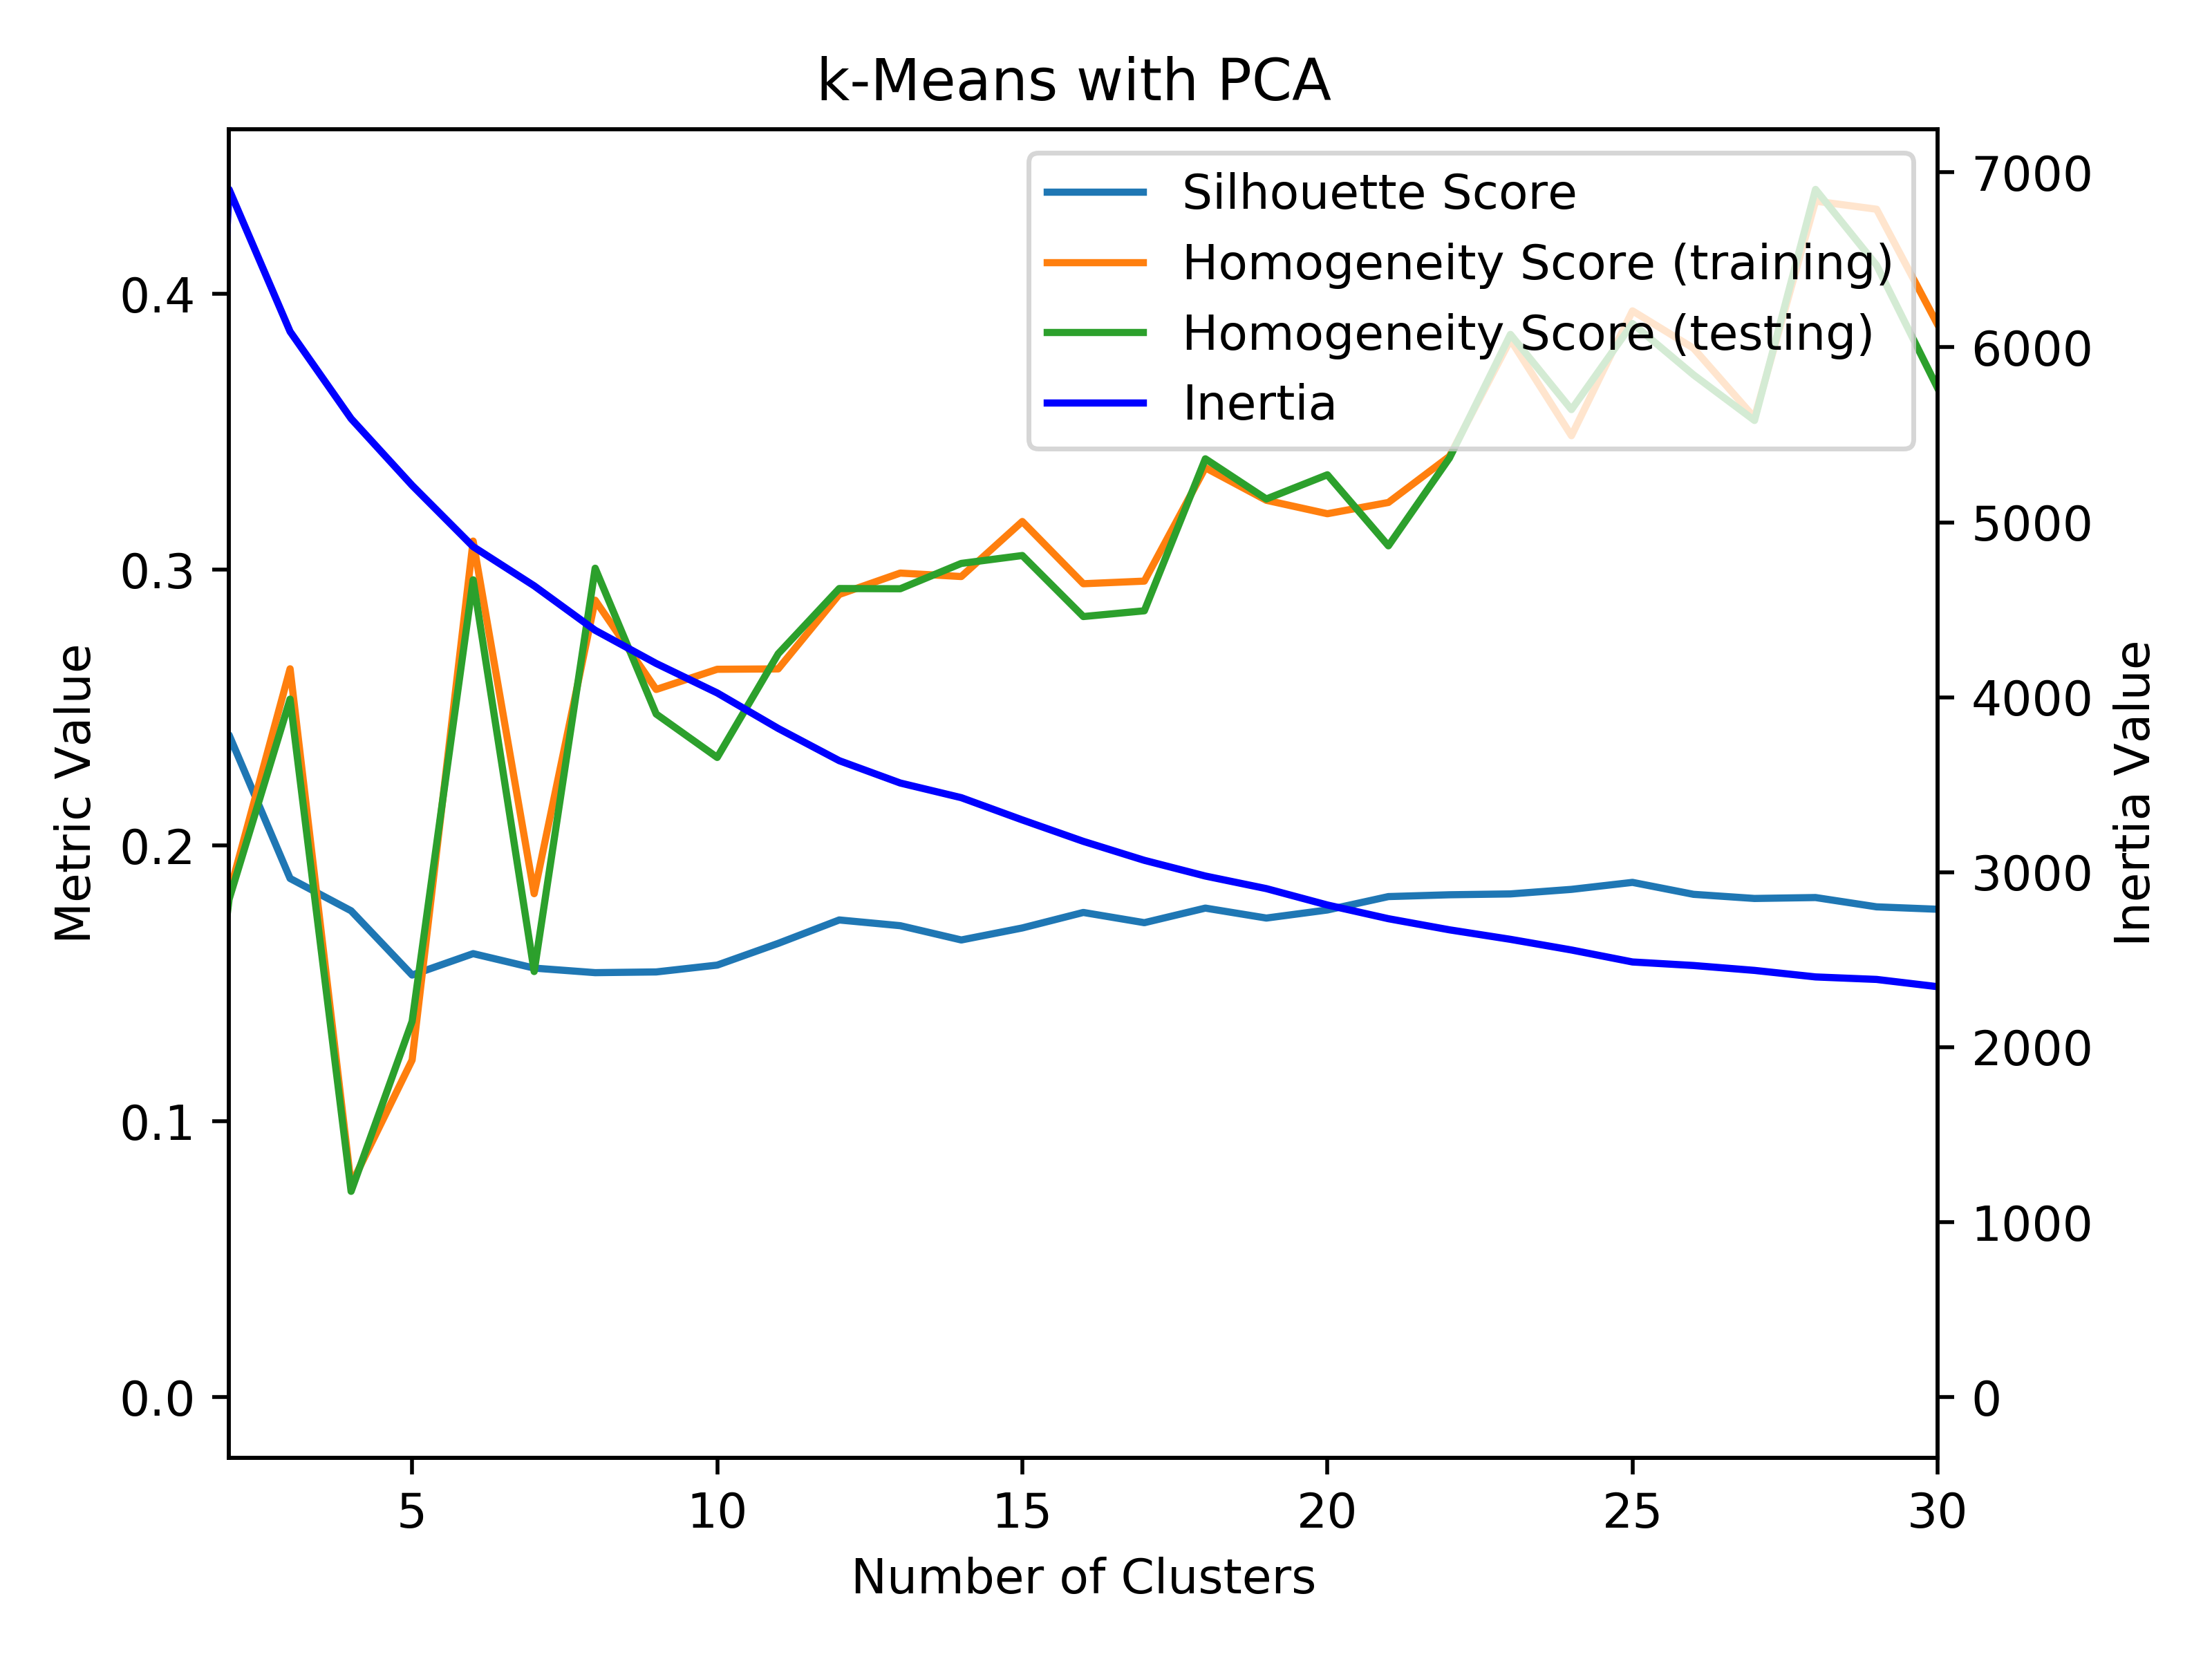 k-Means with PCA
Silhouette Score
Homogeneity Score (training)
Homogeneity Score (testing)
Inertia
Metric Value
0.4
0.3
0.2
0.1
0.0
7000
6000
5000
4000
3000
2000
1000
0
Inertia Value
5 10 15 20 25 30
Number of Clusters